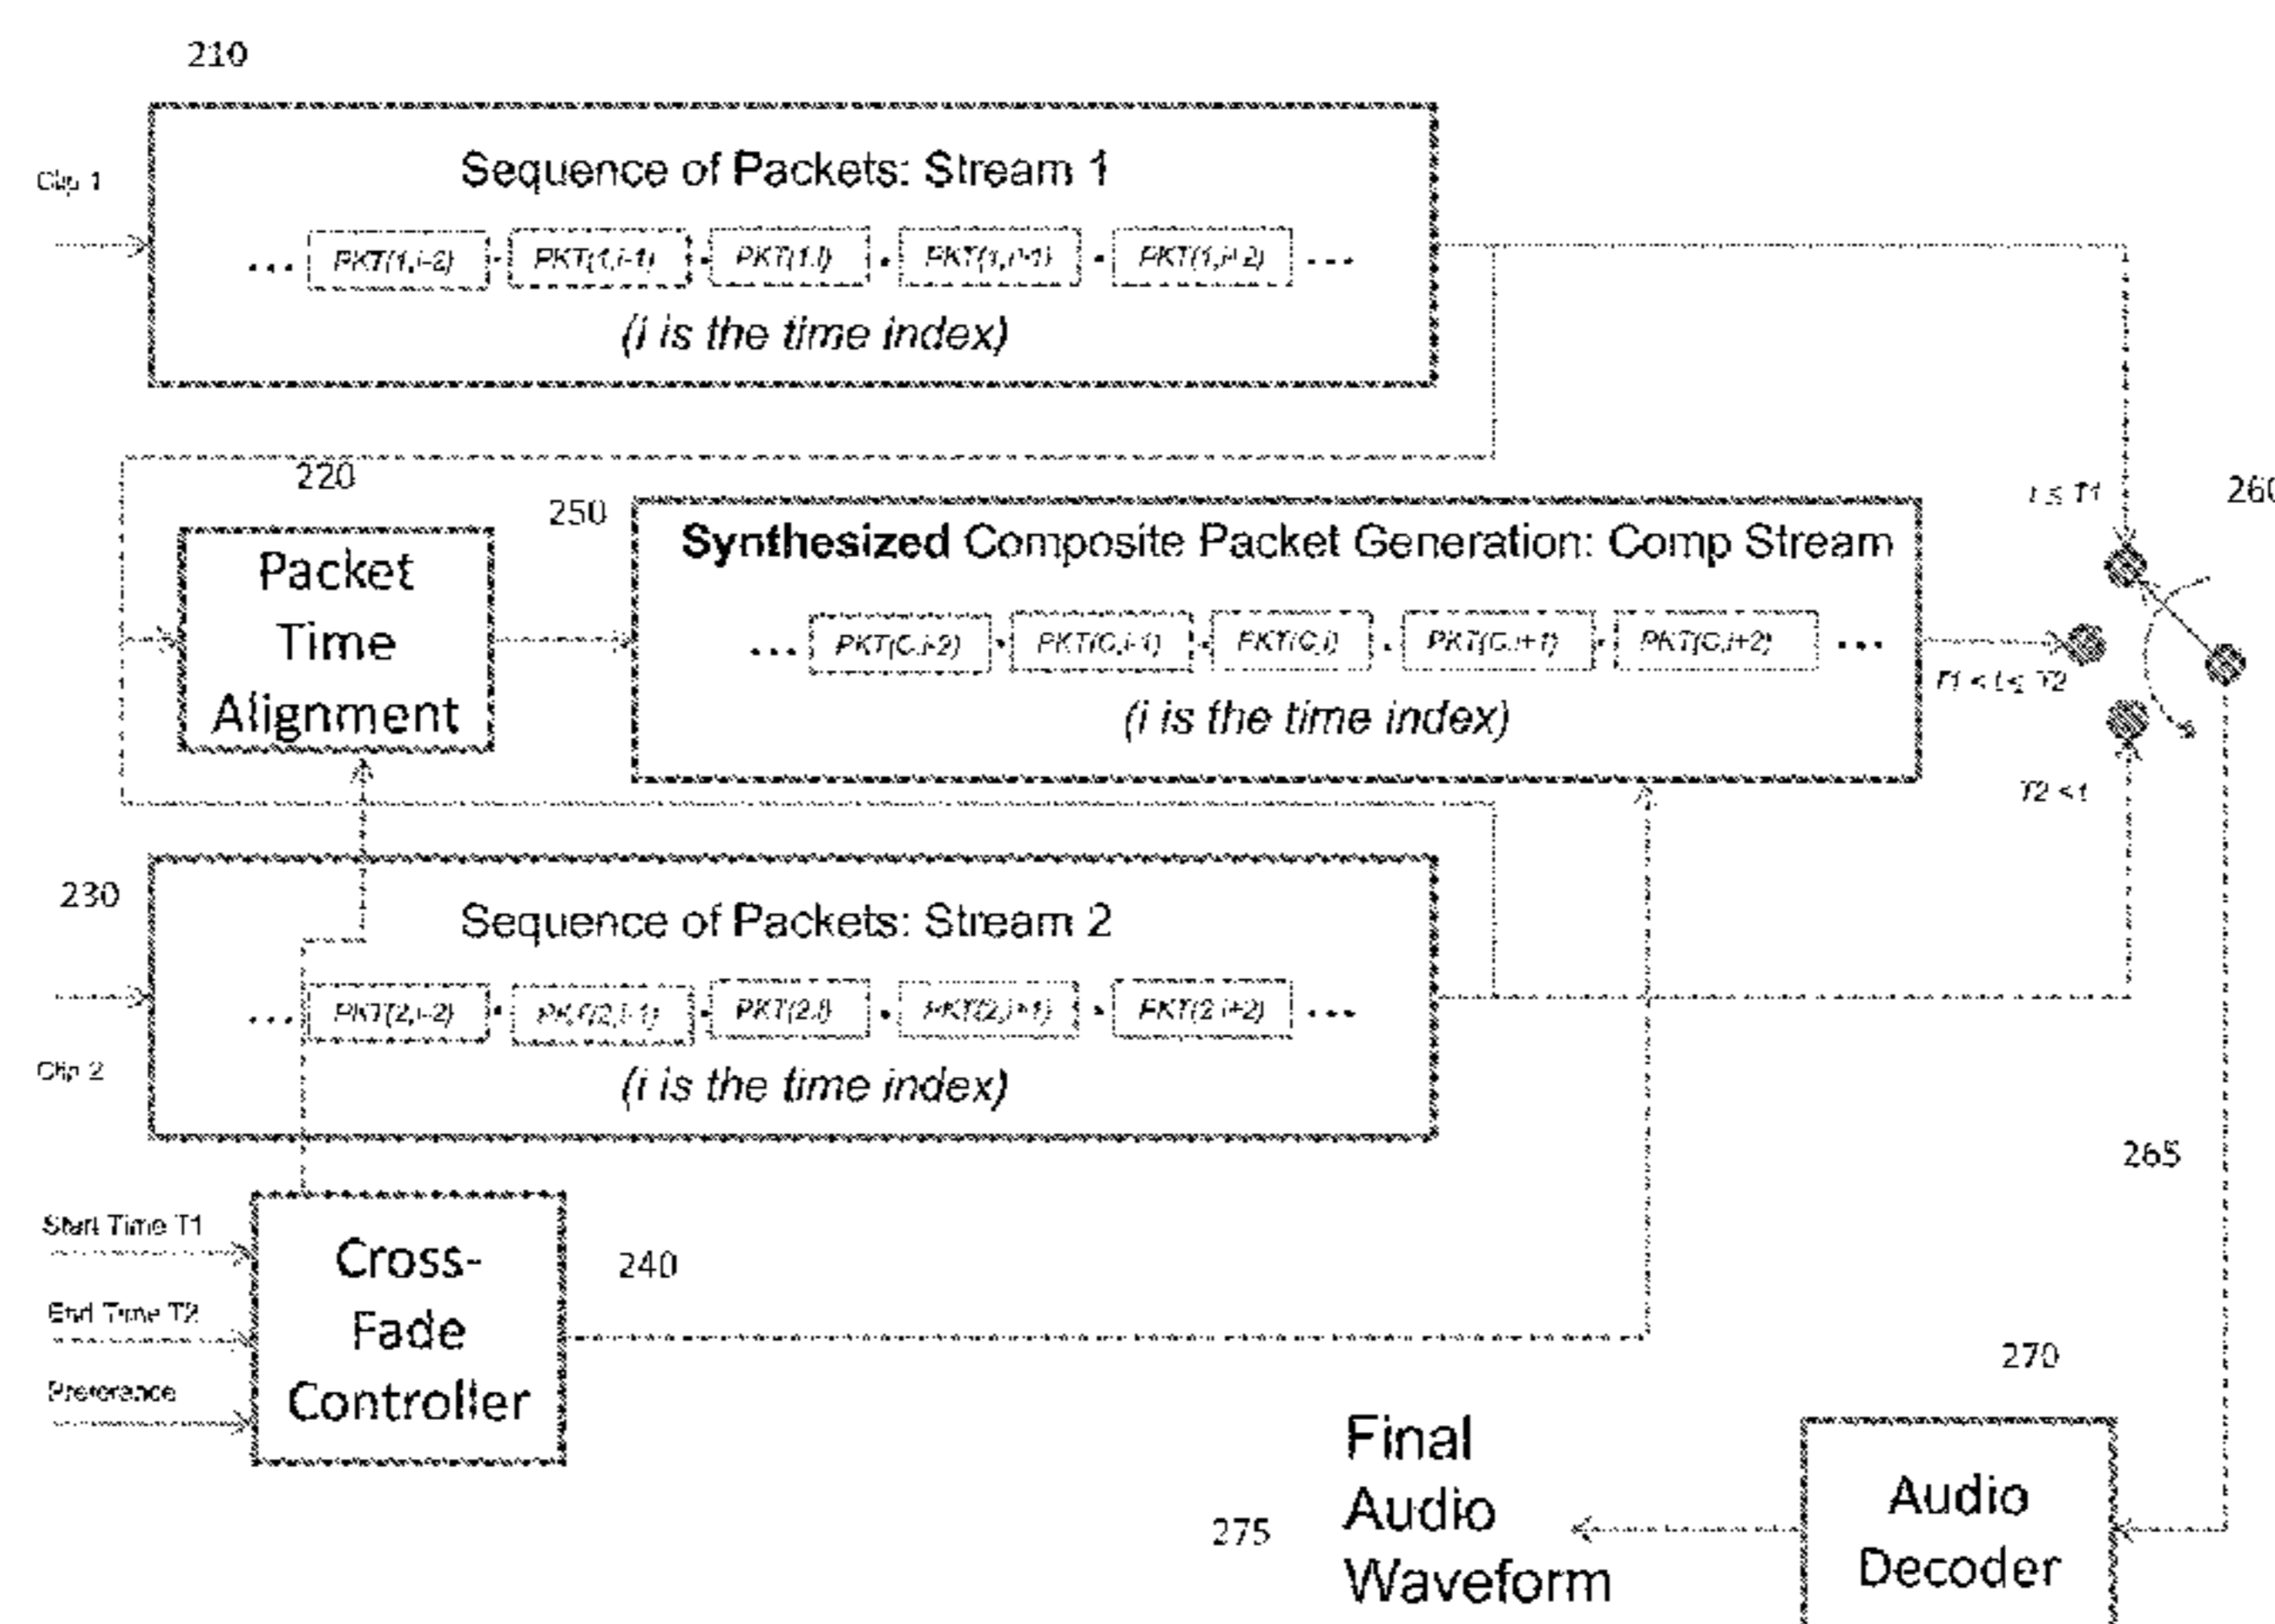 210
Clip 1
Sequence of Packets: Stream 1
... PKT(1,i-2) · PKT(1,i-1) · PKT(1,i) · PKT(1,i+1) · PKT(1,i+2) ...
(i is the time index)
220
Packet
Time
Alignment
250
Synthesized Composite Packet Generation: Comp Stream
... PKT(C,i-2) · PKT(C,i-1) · PKT(C,i) · PKT(C,i+1) · PKT(C,i+2) ...
(i is the time index)
t ≤ T1
260
T1 < t ≤ T2
T2 < t
230
Clip 2
Sequence of Packets: Stream 2
... PKT(2,i-2) · PKT(2,i-1) · PKT(2,i) · PKT(2,i+1) · PKT(2,i+2) ...
(i is the time index)
265
Start Time T1
End Time T2
Preference
Cross-
Fade
Controller
240
270
Audio
Decoder
275
Final
Audio
Waveform